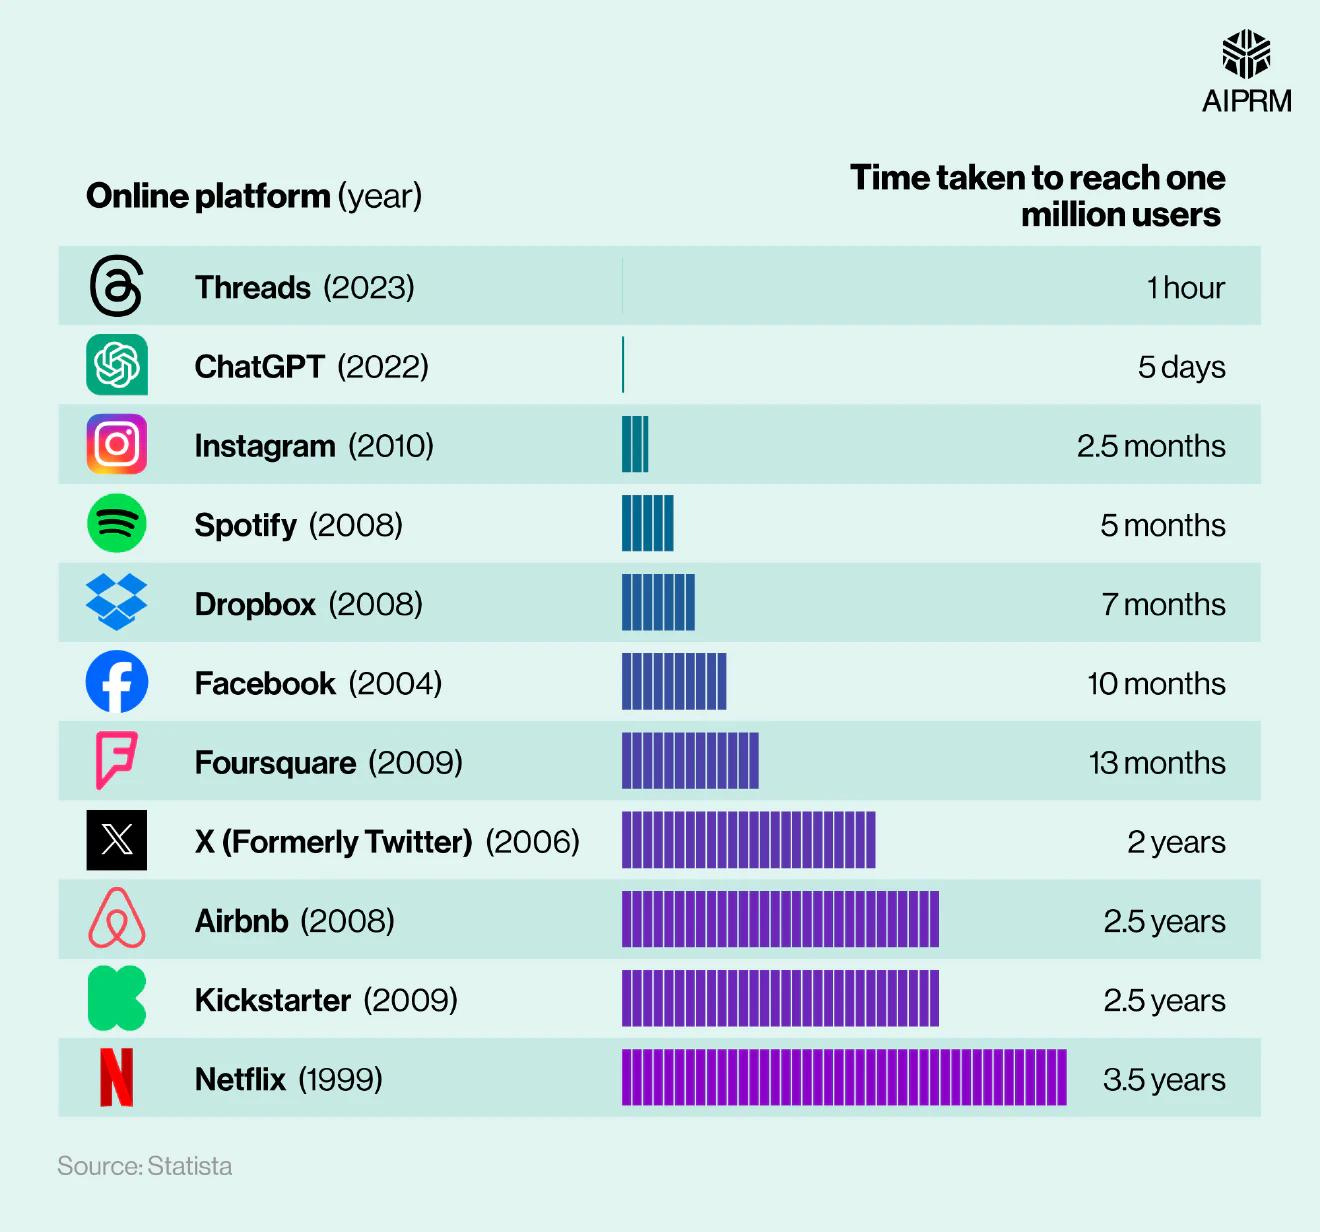 AIPRM
Online platform (year)
Time taken to reach one
million users
Threads (2023) 1 hour
ChatGPT (2022) 5 days
Instagram (2010) 2.5 months
Spotify (2008) 5 months
Dropbox (2008) 7 months
Facebook (2004) 10 months
Foursquare (2009) 13 months
X (Formerly Twitter) (2006) 2 years
Airbnb (2008) 2.5 years
Kickstarter (2009) 2.5 years
Netflix (1999) 3.5 years
Source: Statista